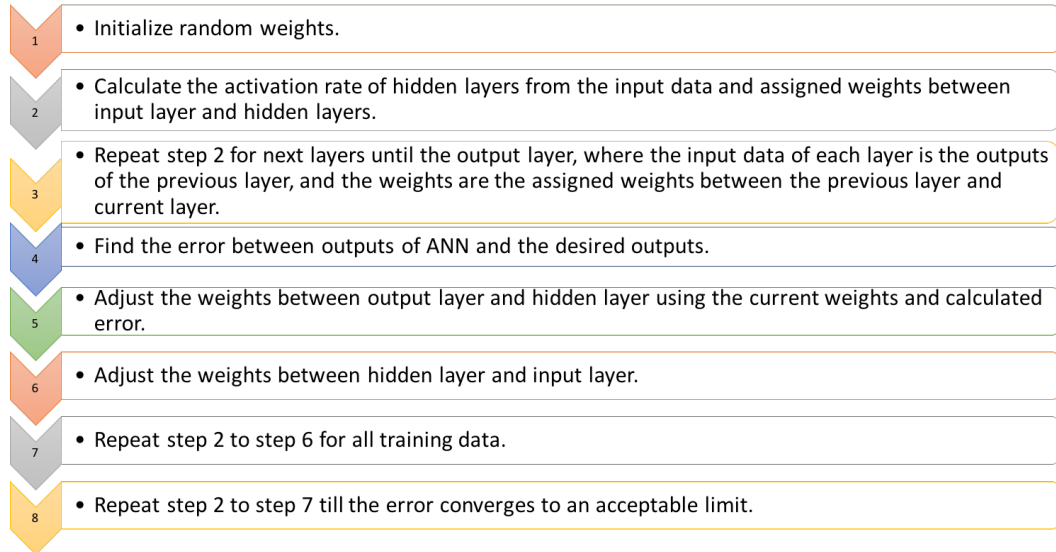 1
• Initialize random weights.
2
• Calculate the activation rate of hidden layers from the input data and assigned weights between
input layer and hidden layers.
3
• Repeat step 2 for next layers until the output layer, where the input data of each layer is the outputs
of the previous layer, and the weights are the assigned weights between the previous layer and
current layer.
4
• Find the error between outputs of ANN and the desired outputs.
5
• Adjust the weights between output layer and hidden layer using the current weights and calculated
error.
6
• Adjust the weights between hidden layer and input layer.
7
• Repeat step 2 to step 6 for all training data.
8
• Repeat step 2 to step 7 till the error converges to an acceptable limit.